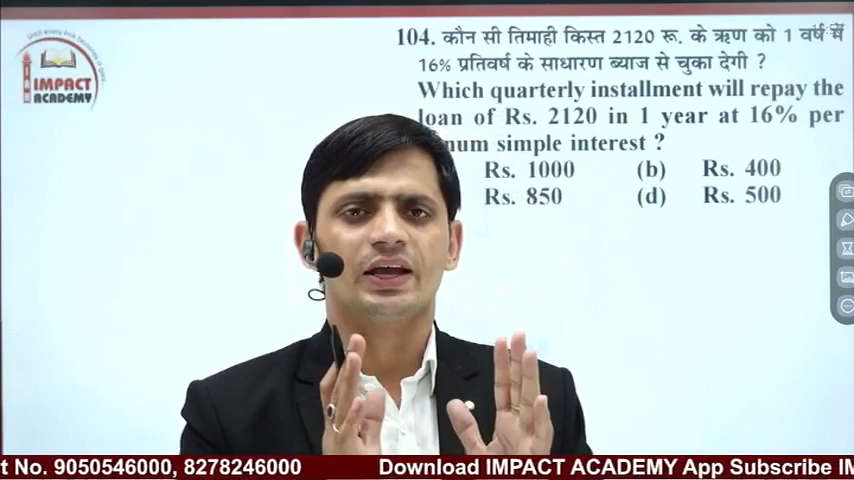 IMPACT
ACADEMY
104. कौन सी तिमाही किस्त 2120 रू. के ऋण को 1 वर्ष में
16% प्रतिवर्ष के साधारण ब्याज से चुका देगी ?
Which quarterly installment will repay the
loan of Rs. 2120 in 1 year at 16% per
num simple interest ?
Rs. 1000 (b) Rs. 400
Rs. 850 (d) Rs. 500
t No. 9050546000, 8278246000 Download IMPACT ACADEMY App Subscribe IM